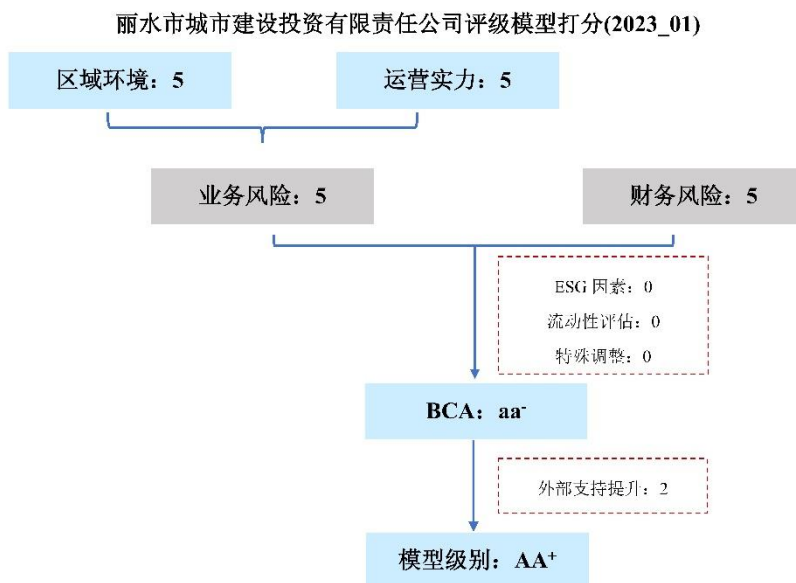 丽水市城市建设投资有限责任公司评级模型打分(2023_01)
区域环境：5
运营实力：5
业务风险：5
财务风险：5
ESG 因素：0
流动性评估：0
特殊调整：0
BCA：aa⁻
外部支持提升：2
模型级别：AA⁺